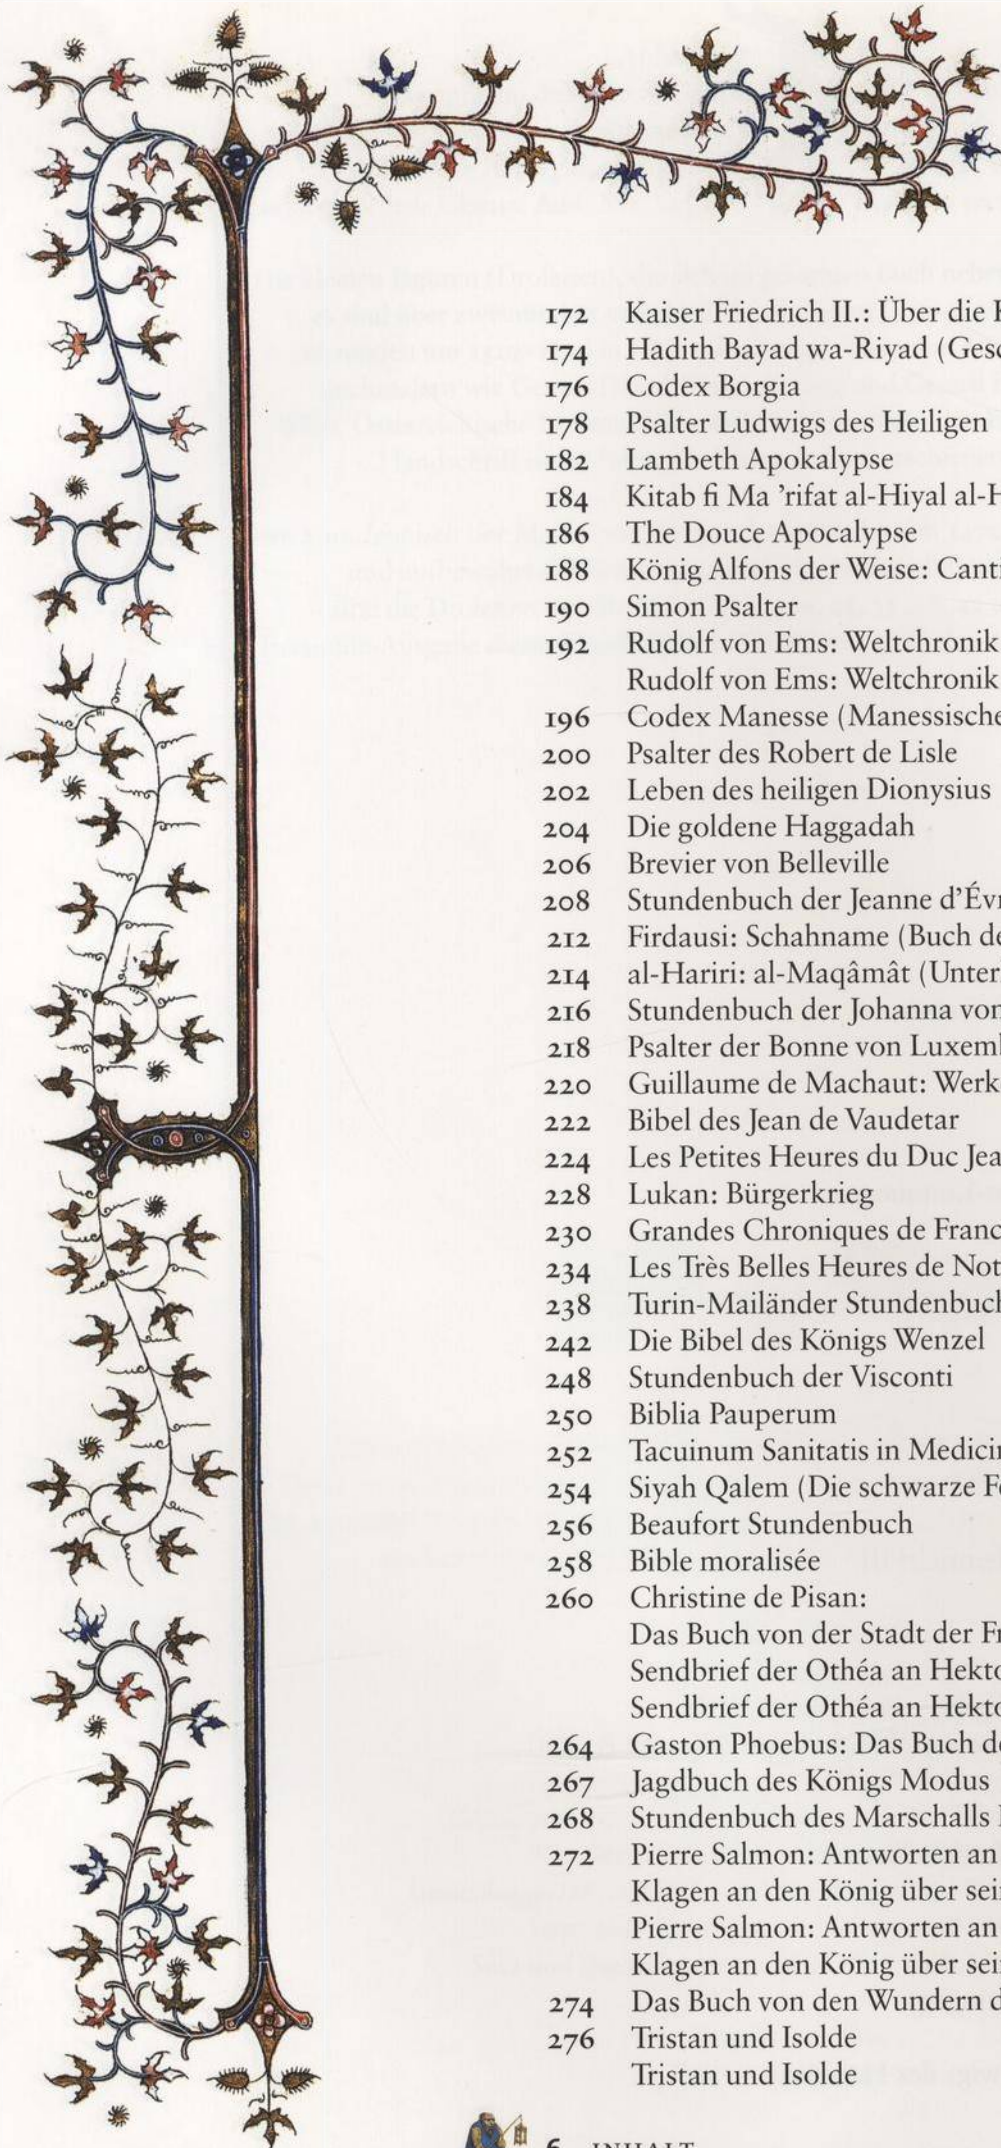 172 Kaiser Friedrich II.: Über die
174 Hadith Bayad wa-Riyad
176 Codex Borgia
178 Psalter Ludwigs des Heiligen
182 Lambeth Apokalypse
184 Kitab fi Ma ’rifat al-Hiyal
186 The Douce Apocalypse
188 König Alfons der Weise:
190 Simon Psalter
192 Rudolf von Ems: Weltchronik
Rudolf von Ems: Weltchronik
196 Codex Manesse (Manessische
200 Psalter des Robert de Lisle
202 Leben des heiligen Dionysius
204 Die goldene Haggadah
206 Brevier von Belleville
208 Stundenbuch der Jeanne
212 Firdausi: Schahname (Buch
214 al-Hariri: al-Maqâmât
216 Stundenbuch der Johanna von
218 Psalter der Bonne von
220 Guillaume de Machaut: Werk
222 Bibel des Jean de Vaudetar
224 Les Petites Heures du Duc
228 Lukan: Bürgerkrieg
230 Grandes Chroniques de
234 Les Très Belles Heures de
238 Turin-Mailänder Stundenbuch
242 Die Bibel des Königs Wenzel
248 Stundenbuch der Visconti
250 Biblia Pauperum
252 Tacuinum Sanitatis in
254 Siyah Qalem (Die schwarze
256 Beaufort Stundenbuch
258 Bible moralisée
260 Christine de Pisan:
Das Buch von der Stadt der
Sendbrief der Othéa an
Sendbrief der Othéa an
264 Gaston Phoebus: Das Buch
267 Jagdbuch des Königs Modus
268 Stundenbuch des Marschalls
272 Pierre Salmon: Antworten an
Klagen an den König über
Pierre Salmon: Antworten an
Klagen an den König über
274 Das Buch von den Wundern
276 Tristan und Isolde
Tristan und Isolde
6 INHALT